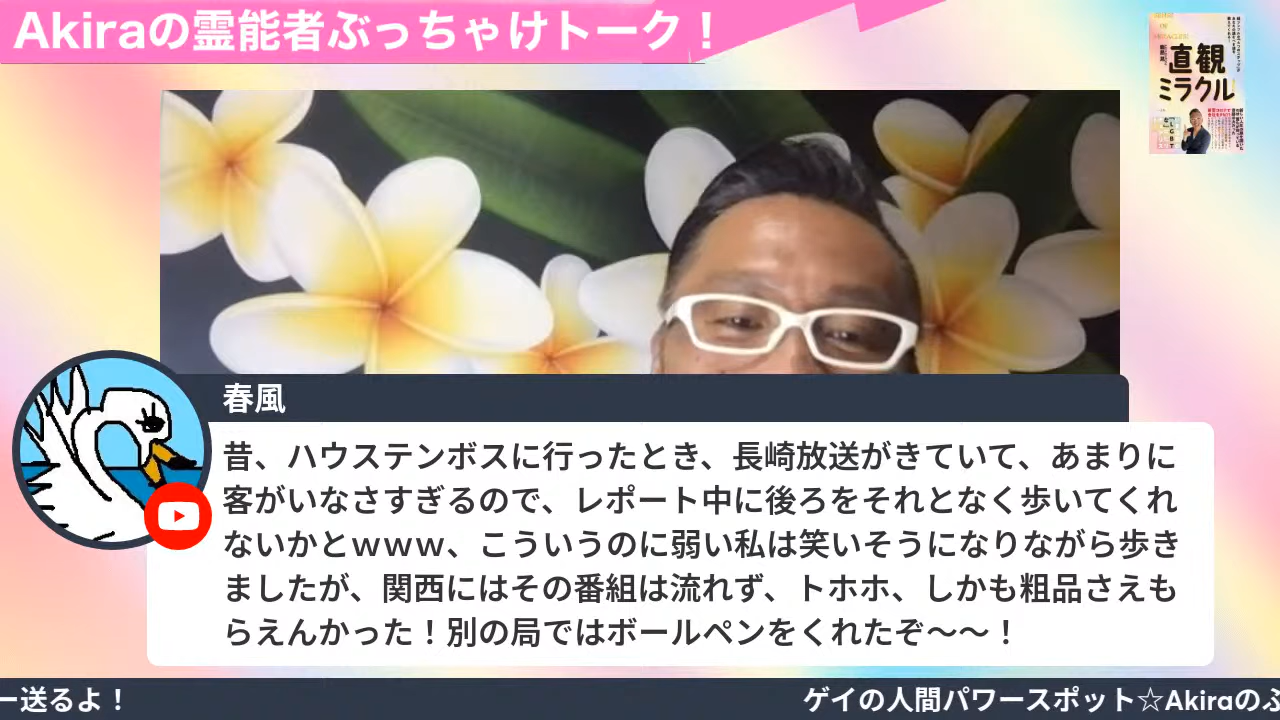 Akiraの霊能者ぶっちゃけトーク！
直観
ミラクル
春風
昔、ハウステンボスに行ったとき、長崎放送がきていて、あまりに
客がいなさすぎるので、レポート中に後ろをそれとなく歩いてくれ
ないかとｗｗｗ、こういうのに弱い私は笑いそうになりながら歩き
ましたが、関西にはその番組は流れず、トホホ、しかも粗品さえも
らえんかった！別の局ではボールペンをくれたぞ〜〜！
ー送るよ！
ゲイの人間パワースポット☆Akiraのぶ